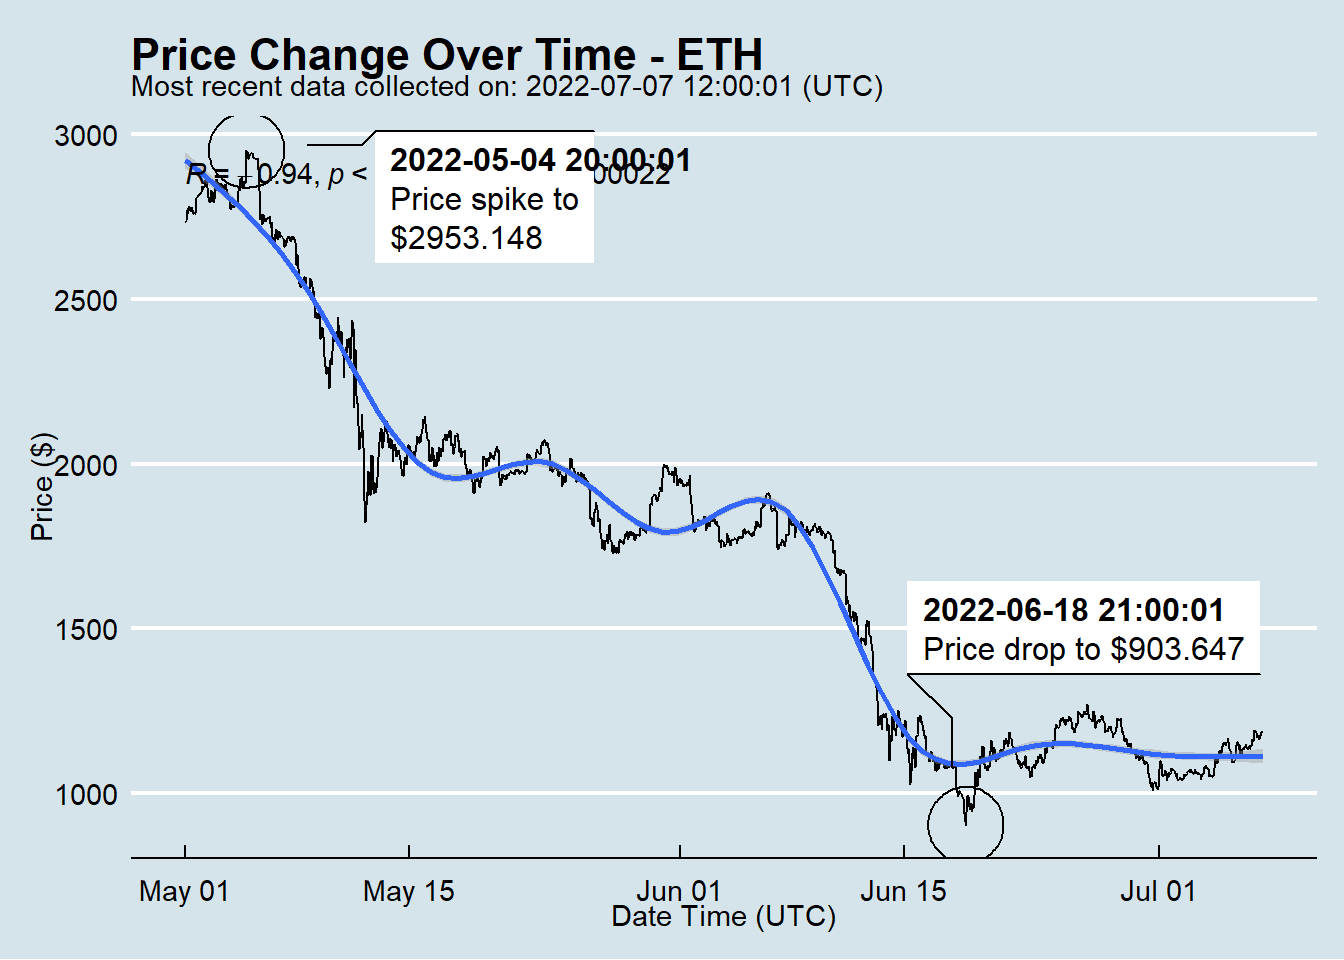 Price Change Over Time - ETH
Most recent data collected on: 2022-07-07 12:00:01 (UTC)
3000
2500
2000
1500
1000
Price ($)
R = −0.94, p < 00022
2022-05-04 20:00:01
Price spike to
$2953.148
2022-06-18 21:00:01
Price drop to $903.647
May 01
May 15
Jun 01
Jun 15
Jul 01
Date Time (UTC)